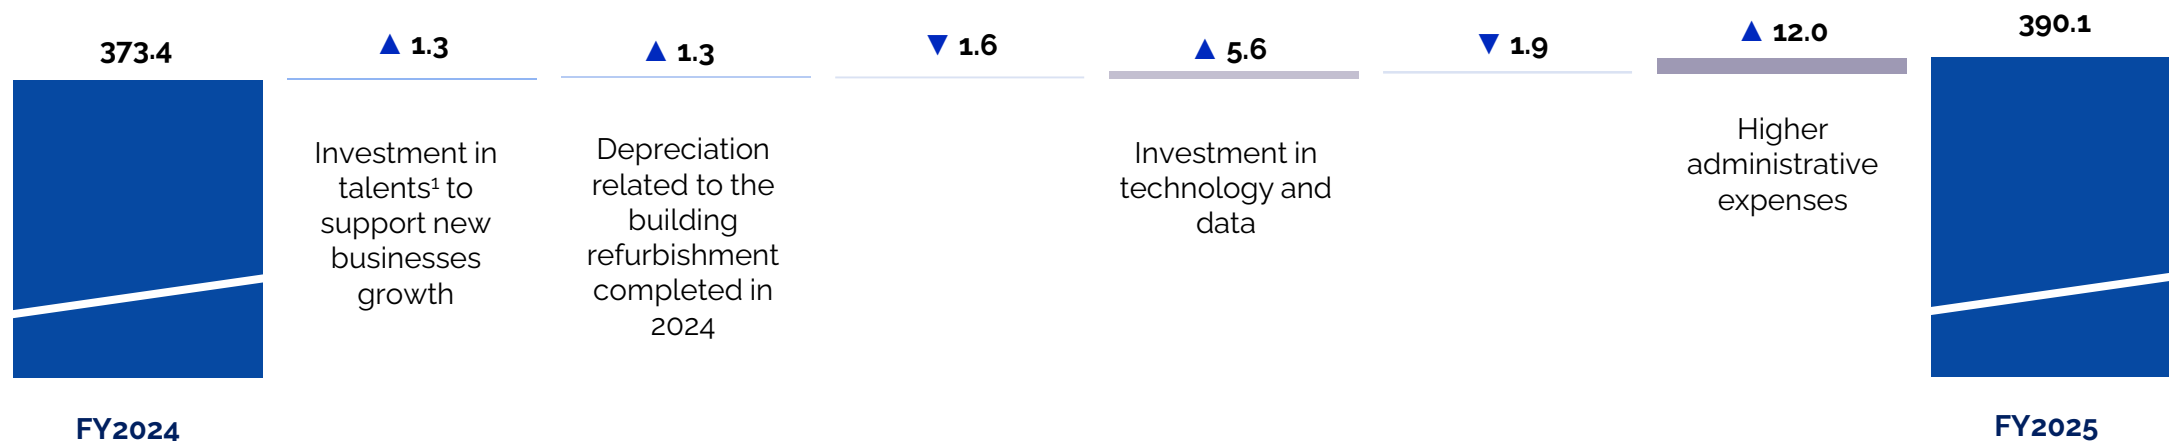 373.4
▲ 1.3
▲ 1.3
▼ 1.6
▲ 5.6
▼ 1.9
▲ 12.0
390.1
Investment in
talents¹ to
support new
businesses
growth
Depreciation
related to the
building
refurbishment
completed in
2024
Investment in
technology and
data
Higher
administrative
expenses
FY2024
FY2025